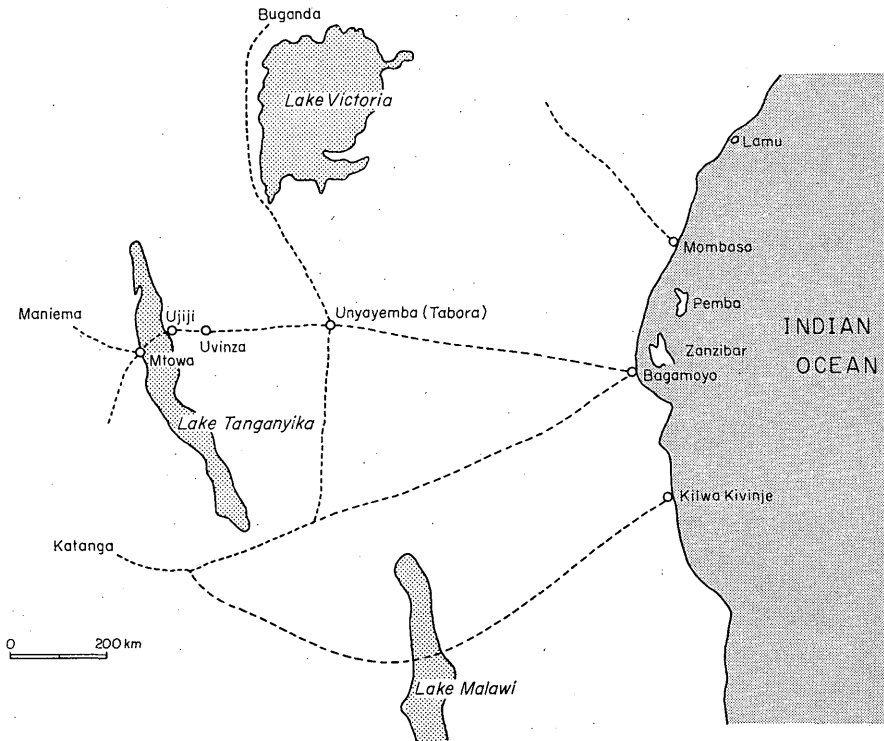 Buganda
Lake Victoria
Lamu
Mombasa
Maniema
Ujiji
Unyayemba (Tabora)
Pemba
INDIAN
OCEAN
Uvinza
Mtowa
Zanzibar
Bagamoyo
Lake Tanganyika
Kilwa Kivinje
Katanga
0 200 km
Lake Malawi